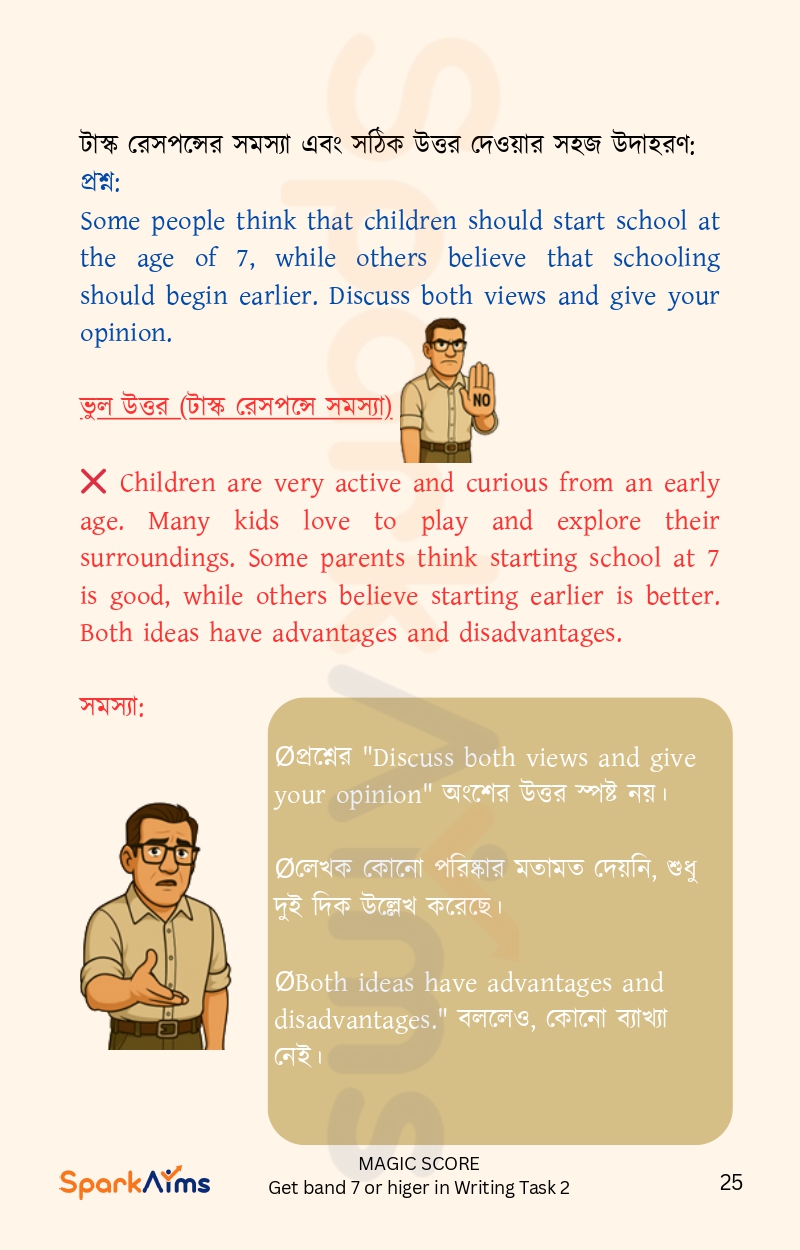 টাস্ক রেসপন্সের সমস্যা এবং সঠিক উত্তর দেওয়ার সহজ উদাহরণ:
প্রশ্ন:
Some people think that children should start school at
the age of 7, while others believe that schooling
should begin earlier. Discuss both views and give your
opinion.
ভুল উত্তর (টাস্ক রেসপন্সে সমস্যা)
NO
❌ Children are very active and curious from an early
age. Many kids love to play and explore their
surroundings. Some parents think starting school at 7
is good, while others believe starting earlier is better.
Both ideas have advantages and disadvantages.
সমস্যা:
Øপ্রশ্নের "Discuss both views and give
your opinion" অংশের উত্তর স্পষ্ট নয়।
Øলেখক কোনো পরিষ্কার মতামত দেয়নি, শুধু
দুই দিক উল্লেখ করেছে।
ØBoth ideas have advantages and
disadvantages." বললেও, কোনো ব্যাখ্যা
নেই।
SparkAims
MAGIC SCORE
Get band 7 or higer in Writing Task 2
25